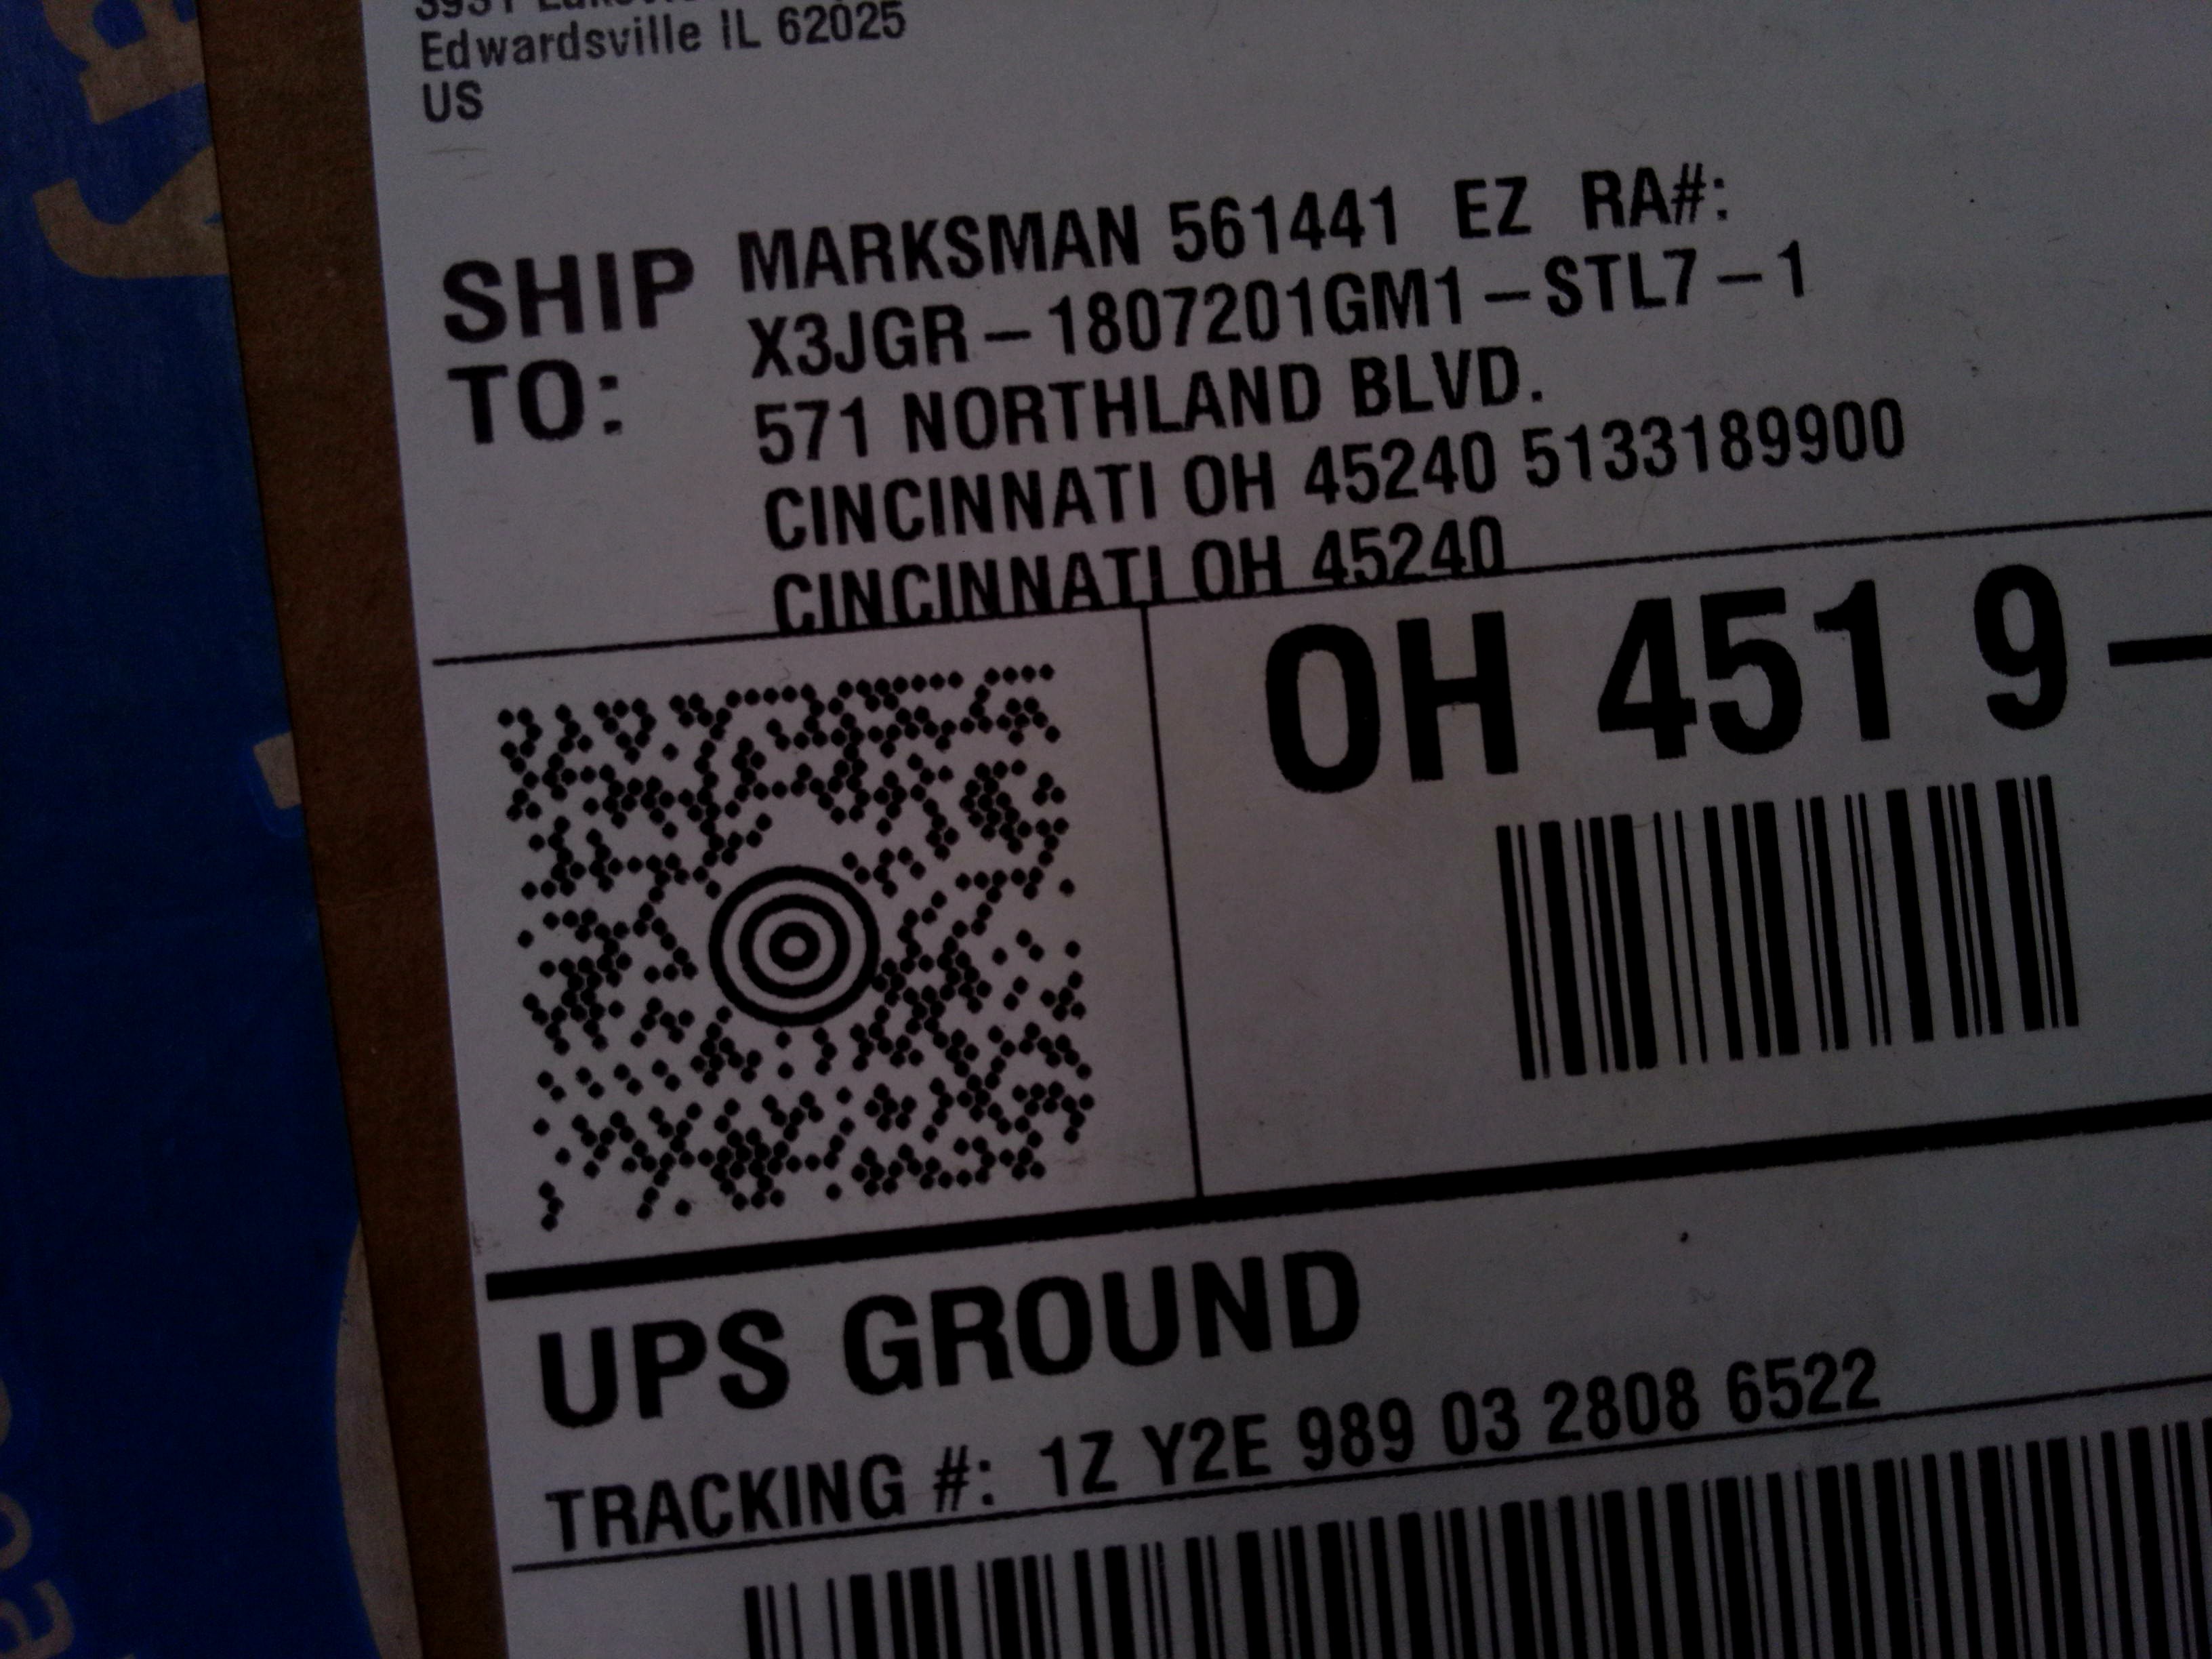 Edwardsville IL 62025
US
SHIP TO:
MARKSMAN 561441 EZ RA#:
X3JGR-1807201GM1-STL7-1
571 NORTHLAND BLVD.
CINCINNATI OH 45240 5133189900
CINCINNATI OH 45240
OH 451 9-
UPS GROUND
TRACKING #: 1Z Y2E 989 03 2808 6522